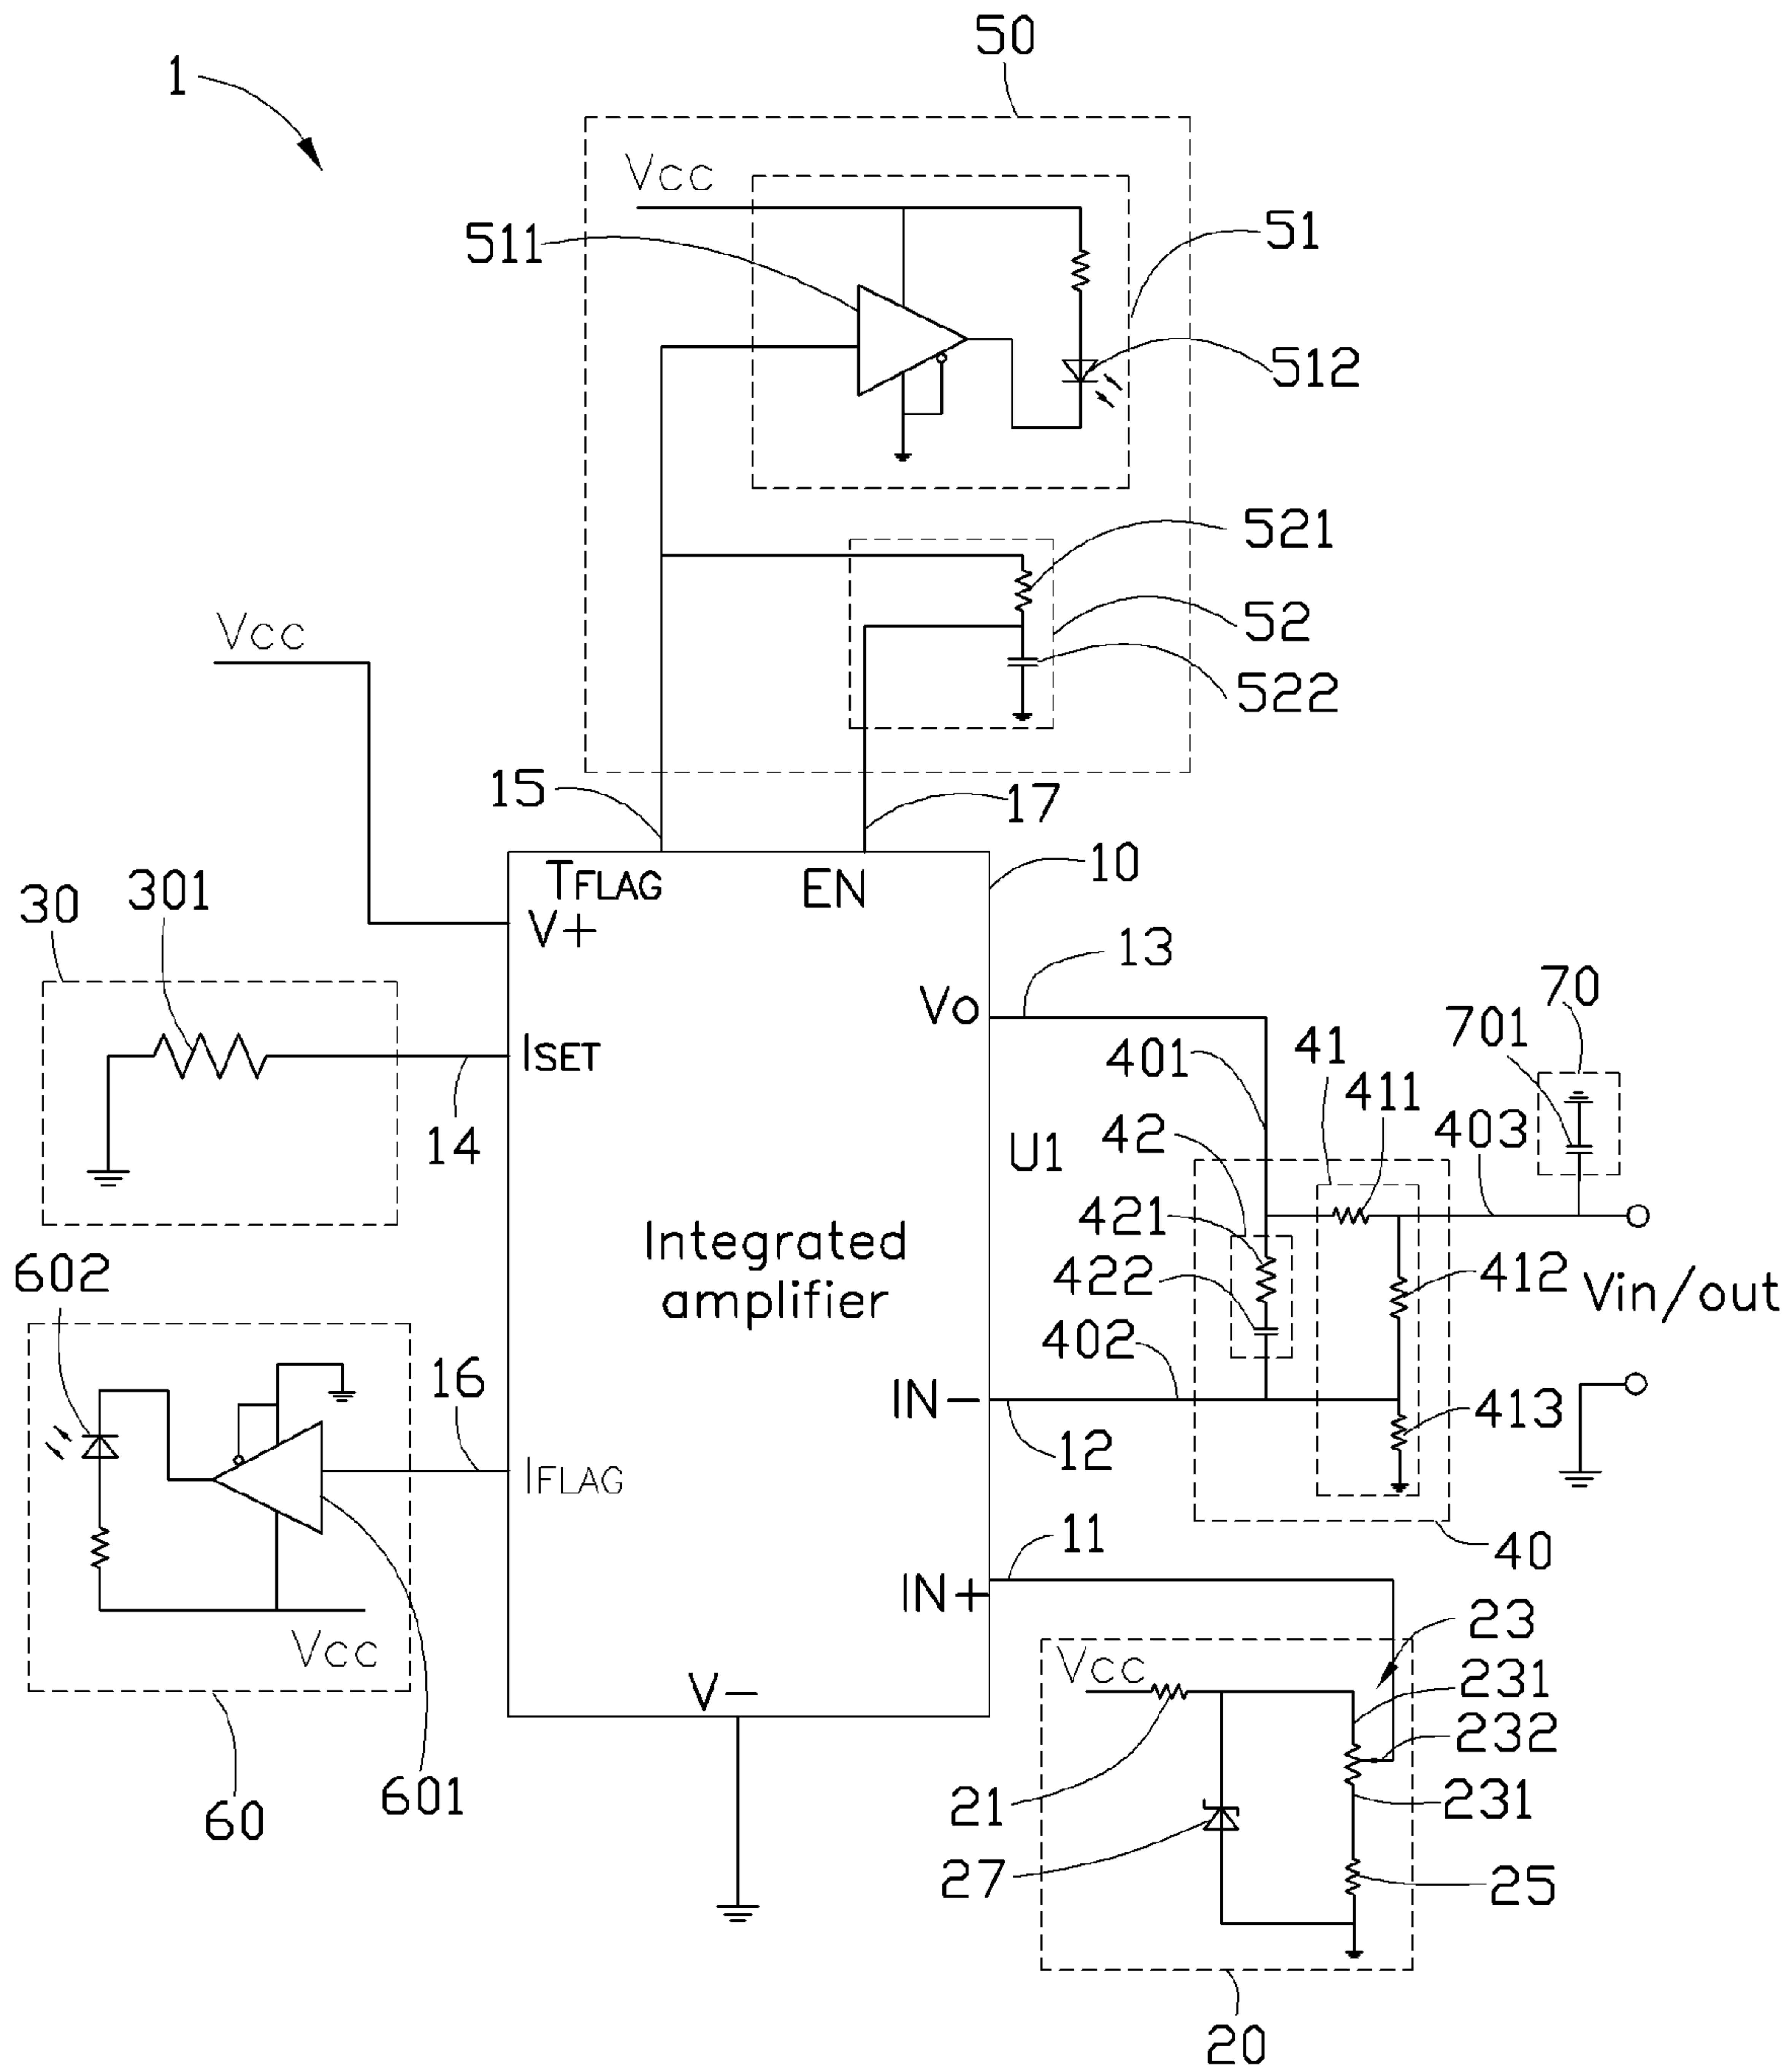 50
1
Vcc
511
51
512
521
52
522
Vcc
15
17
10
TFLAG
EN
V+
301
30
13
Vo
ISET
14
70
701
41
401
411
403
42
U1
421
422
412
Vin/out
402
Integrated
amplifier
602
16
IN-
12
413
IFLAG
11
40
IN+
23
Vcc
Vcc
231
232
V-
21
231
601
60
27
25
20